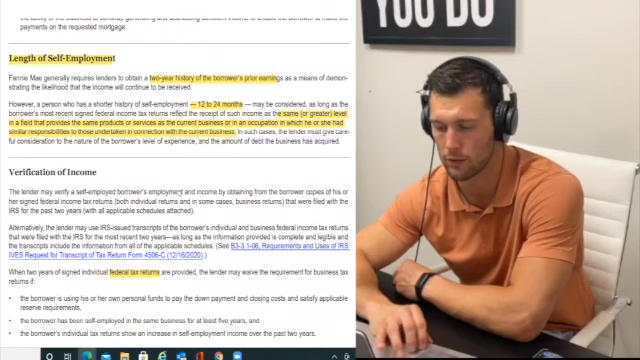 payments on the requested mortgage.
Length of Self-Employment
Fannie Mae generally requires lenders to obtain a two-year history of the borrower's prior earnings as a means of demon-
strating the likelihood that the income will continue to be received.
However, a person who has a shorter history of self-employment — 12 to 24 months — may be considered, as long as the
borrower's most recent signed federal income tax returns reflect the receipt of such income as the same (or greater) level
in a field that provides the same products or services as the current business or in an occupation in which he or she had
similar responsibilities to those undertaken in connection with the current business. In such cases, the lender must give care-
ful consideration to the nature of the borrower's level of experience, and the amount of debt the business has acquired.
Verification of Income
The lender may verify a self-employed borrower's employment and income by obtaining from the borrower copies of his or
her signed federal income tax returns (both individual returns and in some cases, business returns) that were filed with the
IRS for the past two years (with all applicable schedules attached).
Alternatively, the lender may use IRS-issued transcripts of the borrower's individual and business federal income tax returns
that were filed with the IRS for the most recent two years—as long as the information provided is complete and legible and
the transcripts include the information from all of the applicable schedules. (See B3-3.1-06, Requirements and Uses of IRS
IVES Request for Transcript of Tax Return Form 4506-C (12/16/2020).)
When two years of signed individual federal tax returns are provided, the lender may waive the requirement for business tax
returns if:
• the borrower is using his or her own personal funds to pay the down payment and closing costs and satisfy applicable
reserve requirements,
• the borrower has been self-employed in the same business for at least five years, and
• the borrower's individual tax returns show an increase in self-employment income over the past two years.
YOU DO